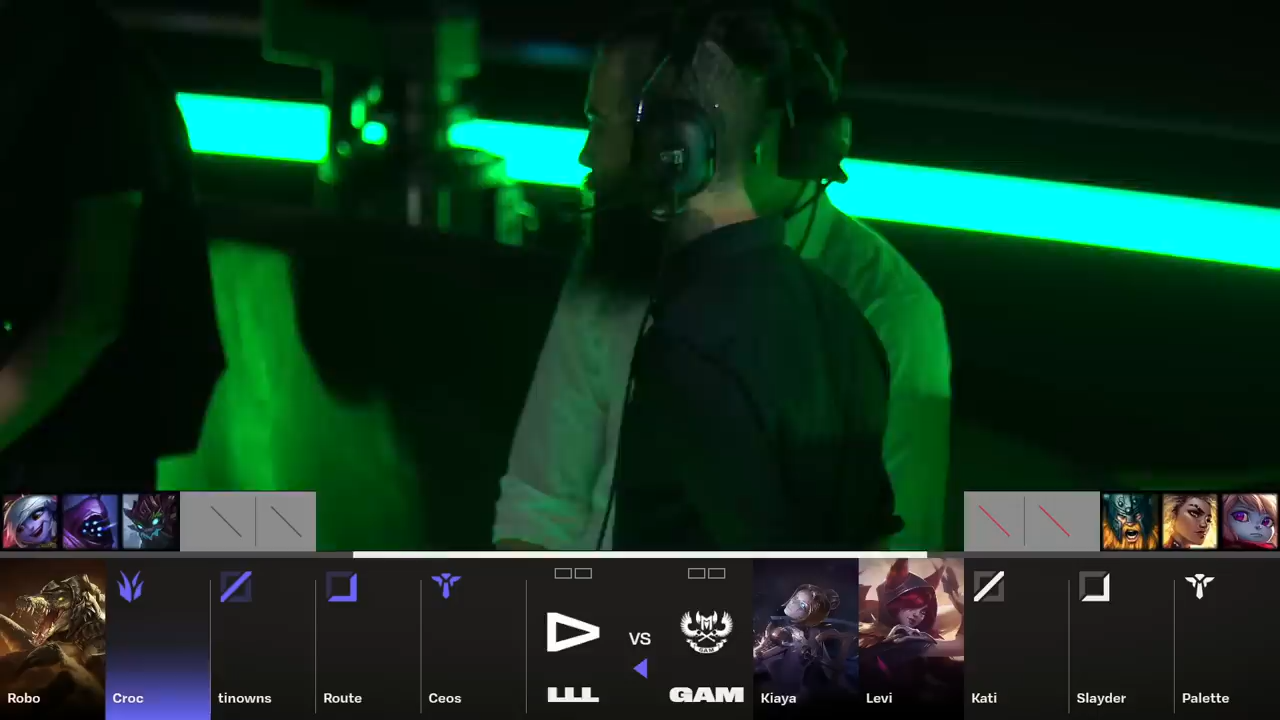 VS
LLL
GAM
Robo
Croc
tinowns
Route
Ceos
Kiaya
Levi
Kati
Slayder
Palette